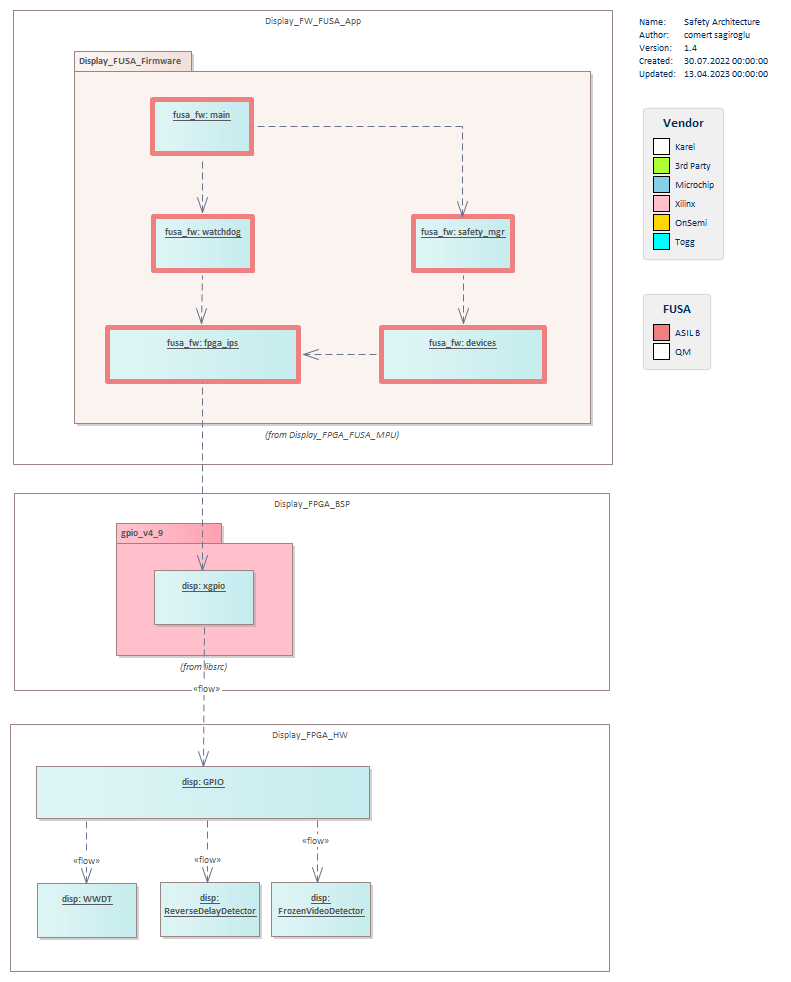 Display_FW_FUSA_App
Name: Safety Architecture
Author: comert sagiroglu
Version: 1.4
Created: 30.07.2022 00:00:00
Updated: 13.04.2023 00:00:00
Display_FUSA_Firmware
fusa_fw: main
fusa_fw: watchdog
fusa_fw: safety_mgr
fusa_fw: fpga_ips
fusa_fw: devices
(from Display_FPGA_FUSA_MPU)
Vendor
Karel
3rd Party
Microchip
Xilinx
OnSemi
Togg
FUSA
ASIL B
QM
Display_FPGA_BSP
gpio_v4_9
disp: xgpio
(from libsrc)
«flow»
Display_FPGA_HW
disp: GPIO
«flow»
«flow»
«flow»
disp: WWDT
disp:
ReverseDelayDetector
disp:
FrozenVideoDetector